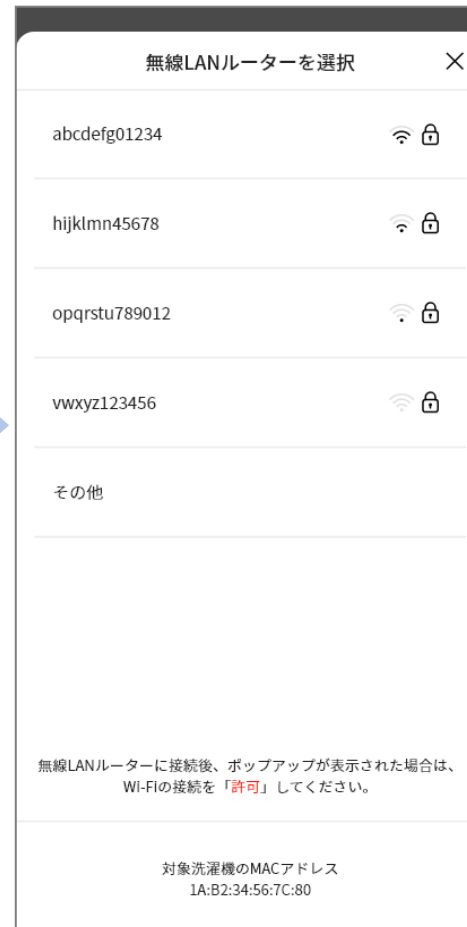 無線LANルーターを選択
abcdefg01234
hijklmn45678
opqrstu789012
vwxyz123456
その他
無線LANルーターに接続後、ポップアップが表示された場合は、
Wi-Fiの接続を「許可」してください。
対象洗濯機のMACアドレス
1A:B2:34:56:7C:80